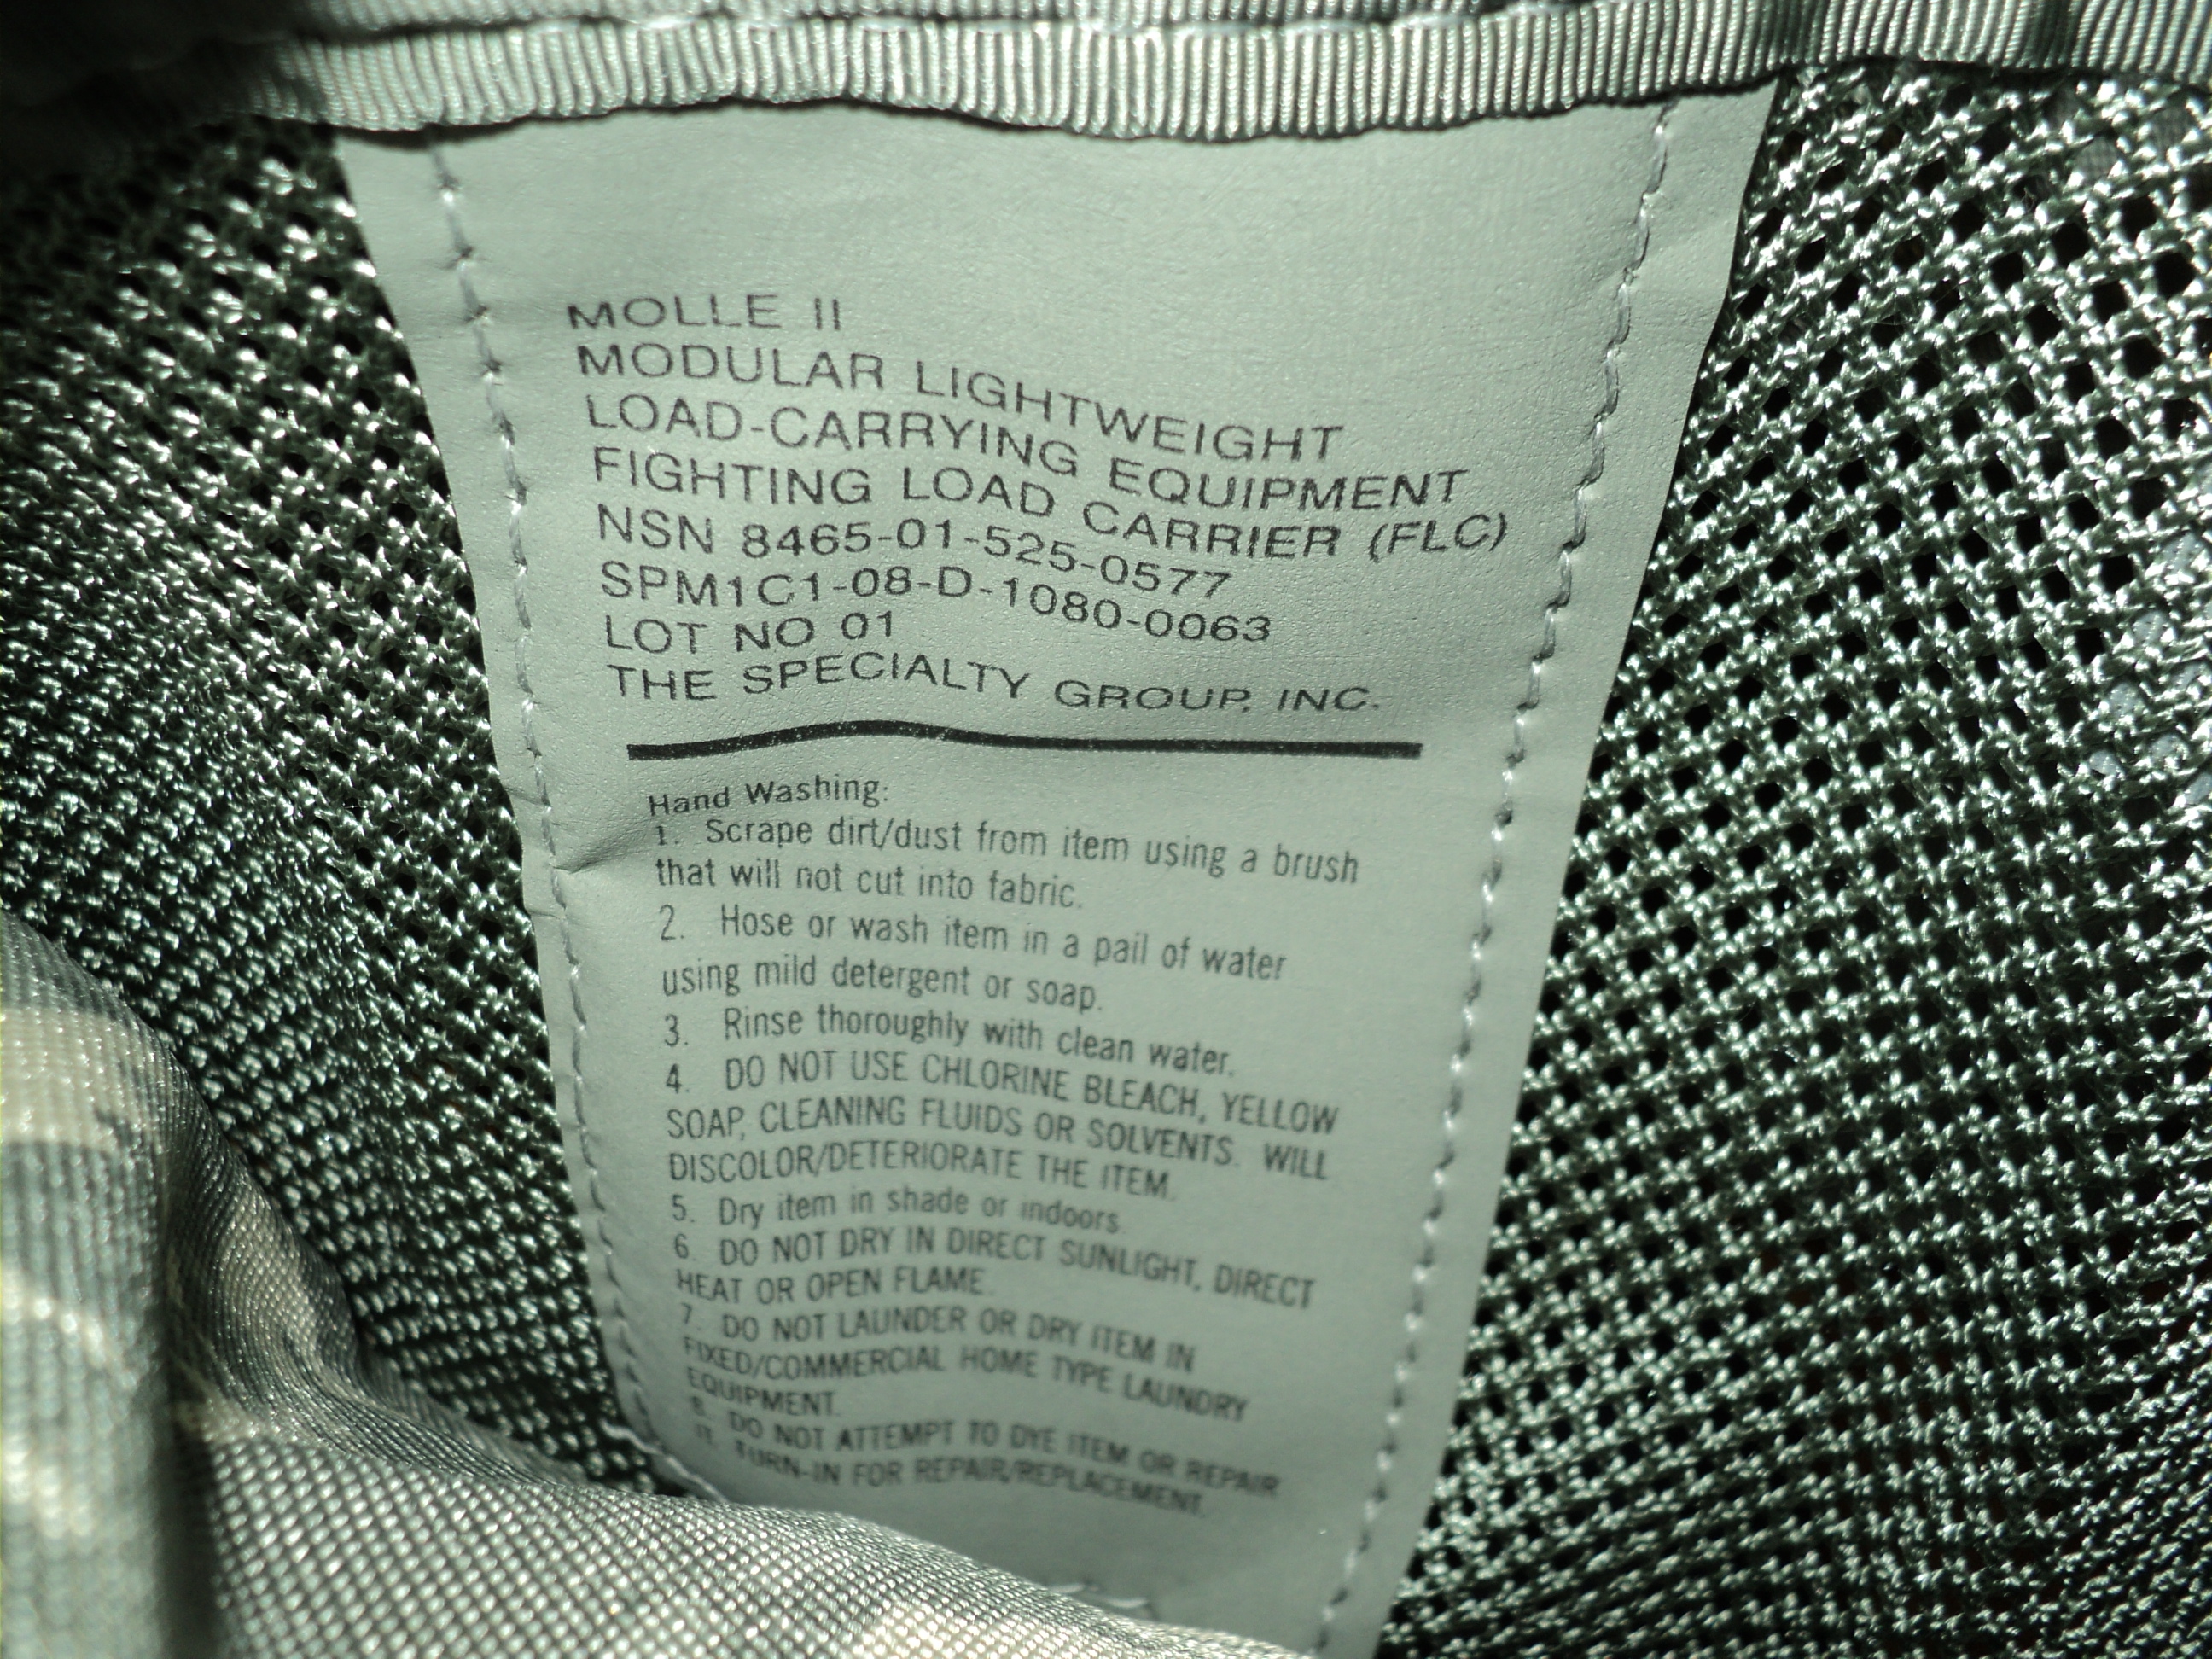 MOLLE II
MODULAR LIGHTWEIGHT
LOAD-CARRYING EQUIPMENT
FIGHTING LOAD CARRIER (FLC)
NSN 8465-01-525-0577
SPM1C1-08-D-1080-0063
LOT NO 01
THE SPECIALTY GROUP, INC.
Hand Washing:
1. Scrape dirt/dust from item using a brush
that will not cut into fabric.
2. Hose or wash item in a pail of water
using mild detergent or soap.
3. Rinse thoroughly with clean water.
4. DO NOT USE CHLORINE BLEACH, YELLOW
SOAP, CLEANING FLUIDS OR SOLVENTS. WILL
DISCOLOR/DETERIORATE THE ITEM.
5. Dry item in shade or indoors.
6. DO NOT DRY IN DIRECT SUNLIGHT, DIRECT
HEAT OR OPEN FLAME.
7. DO NOT LAUNDER OR DRY ITEM IN
FIXED/COMMERCIAL HOME TYPE LAUNDRY
EQUIPMENT.
8. DO NOT ATTEMPT TO DYE ITEM OR REPAIR
TURN-IN FOR REPAIR/REPLACEMENT.